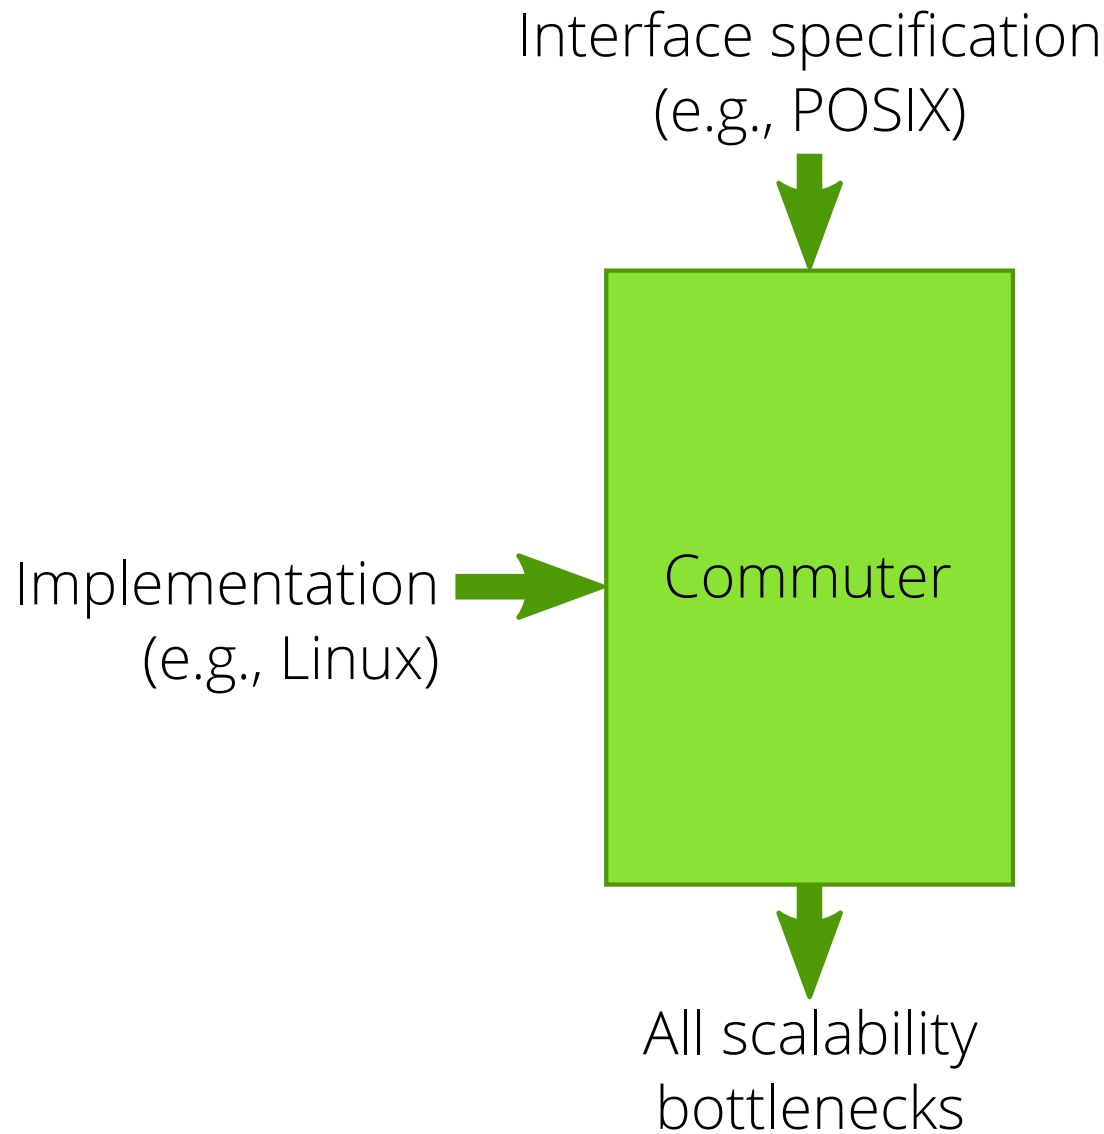 Interface specification
(e.g., POSIX)
Implementation
(e.g., Linux)
Commuter
All scalability
bottlenecks